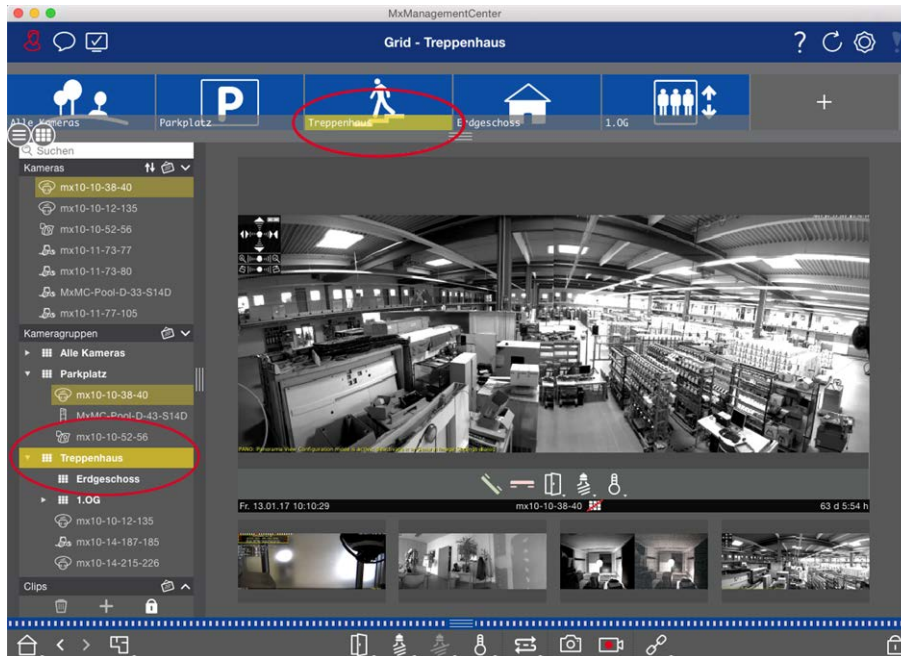 MxManagementCenter
Grid - Treppenhaus
?
P
Alle Kameras
Parkplatz
Treppenhaus
Erdgeschoss
1.OG
+
Suchen
Kameras
mx10-10-38-40
mx10-10-12-135
mx10-10-52-56
mx10-11-73-77
mx10-11-73-80
MxMC-Pool-D-33-S14D
mx10-11-77-105
Kameragruppen
Alle Kameras
Parkplatz
mx10-10-38-40
MxMC-Pool-D-43-S14D
mx10-10-52-56
Treppenhaus
Erdgeschoss
1.OG
mx10-10-12-135
mx10-14-187-185
mx10-14-215-226
Clips
Fr. 13.01.17 10:10:29
mx10-10-38-40
63 d 5:54 h